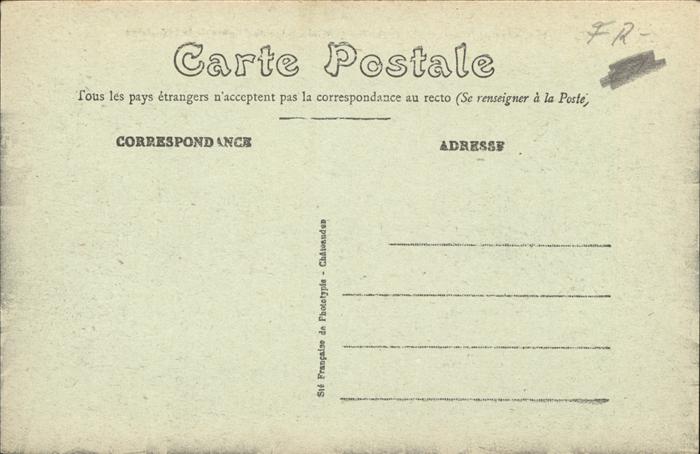 FR-
Carte Postale
Tous les pays étrangers n'acceptent pas la correspondance au recto (Se renseigner à la Poste)
CORRESPONDANCE
ADRESSE
Sté Française de Phototypie - Châteaudun